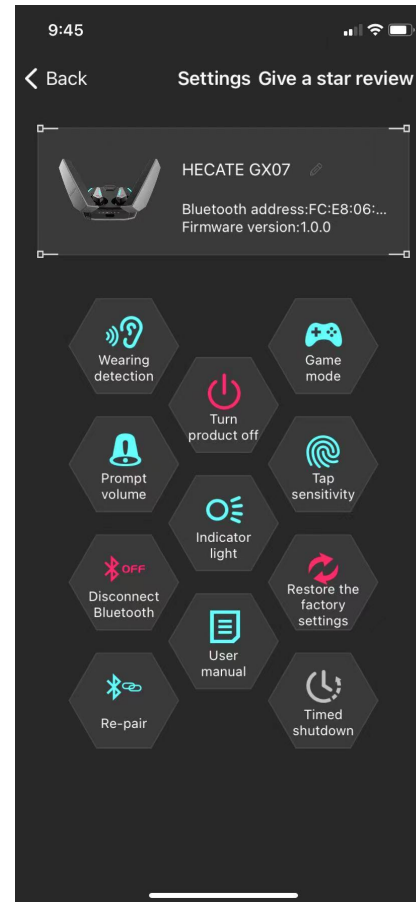 9:45
Back
Settings Give a star review
HECATE GX07
Bluetooth address:FC:E8:06:...
Firmware version:1.0.0
Wearing
detection
Game
mode
Turn
product off
Prompt
volume
Tap
sensitivity
Indicator
light
OFF
Disconnect
Bluetooth
Restore the
factory
settings
User
manual
Re-pair
Timed
shutdown